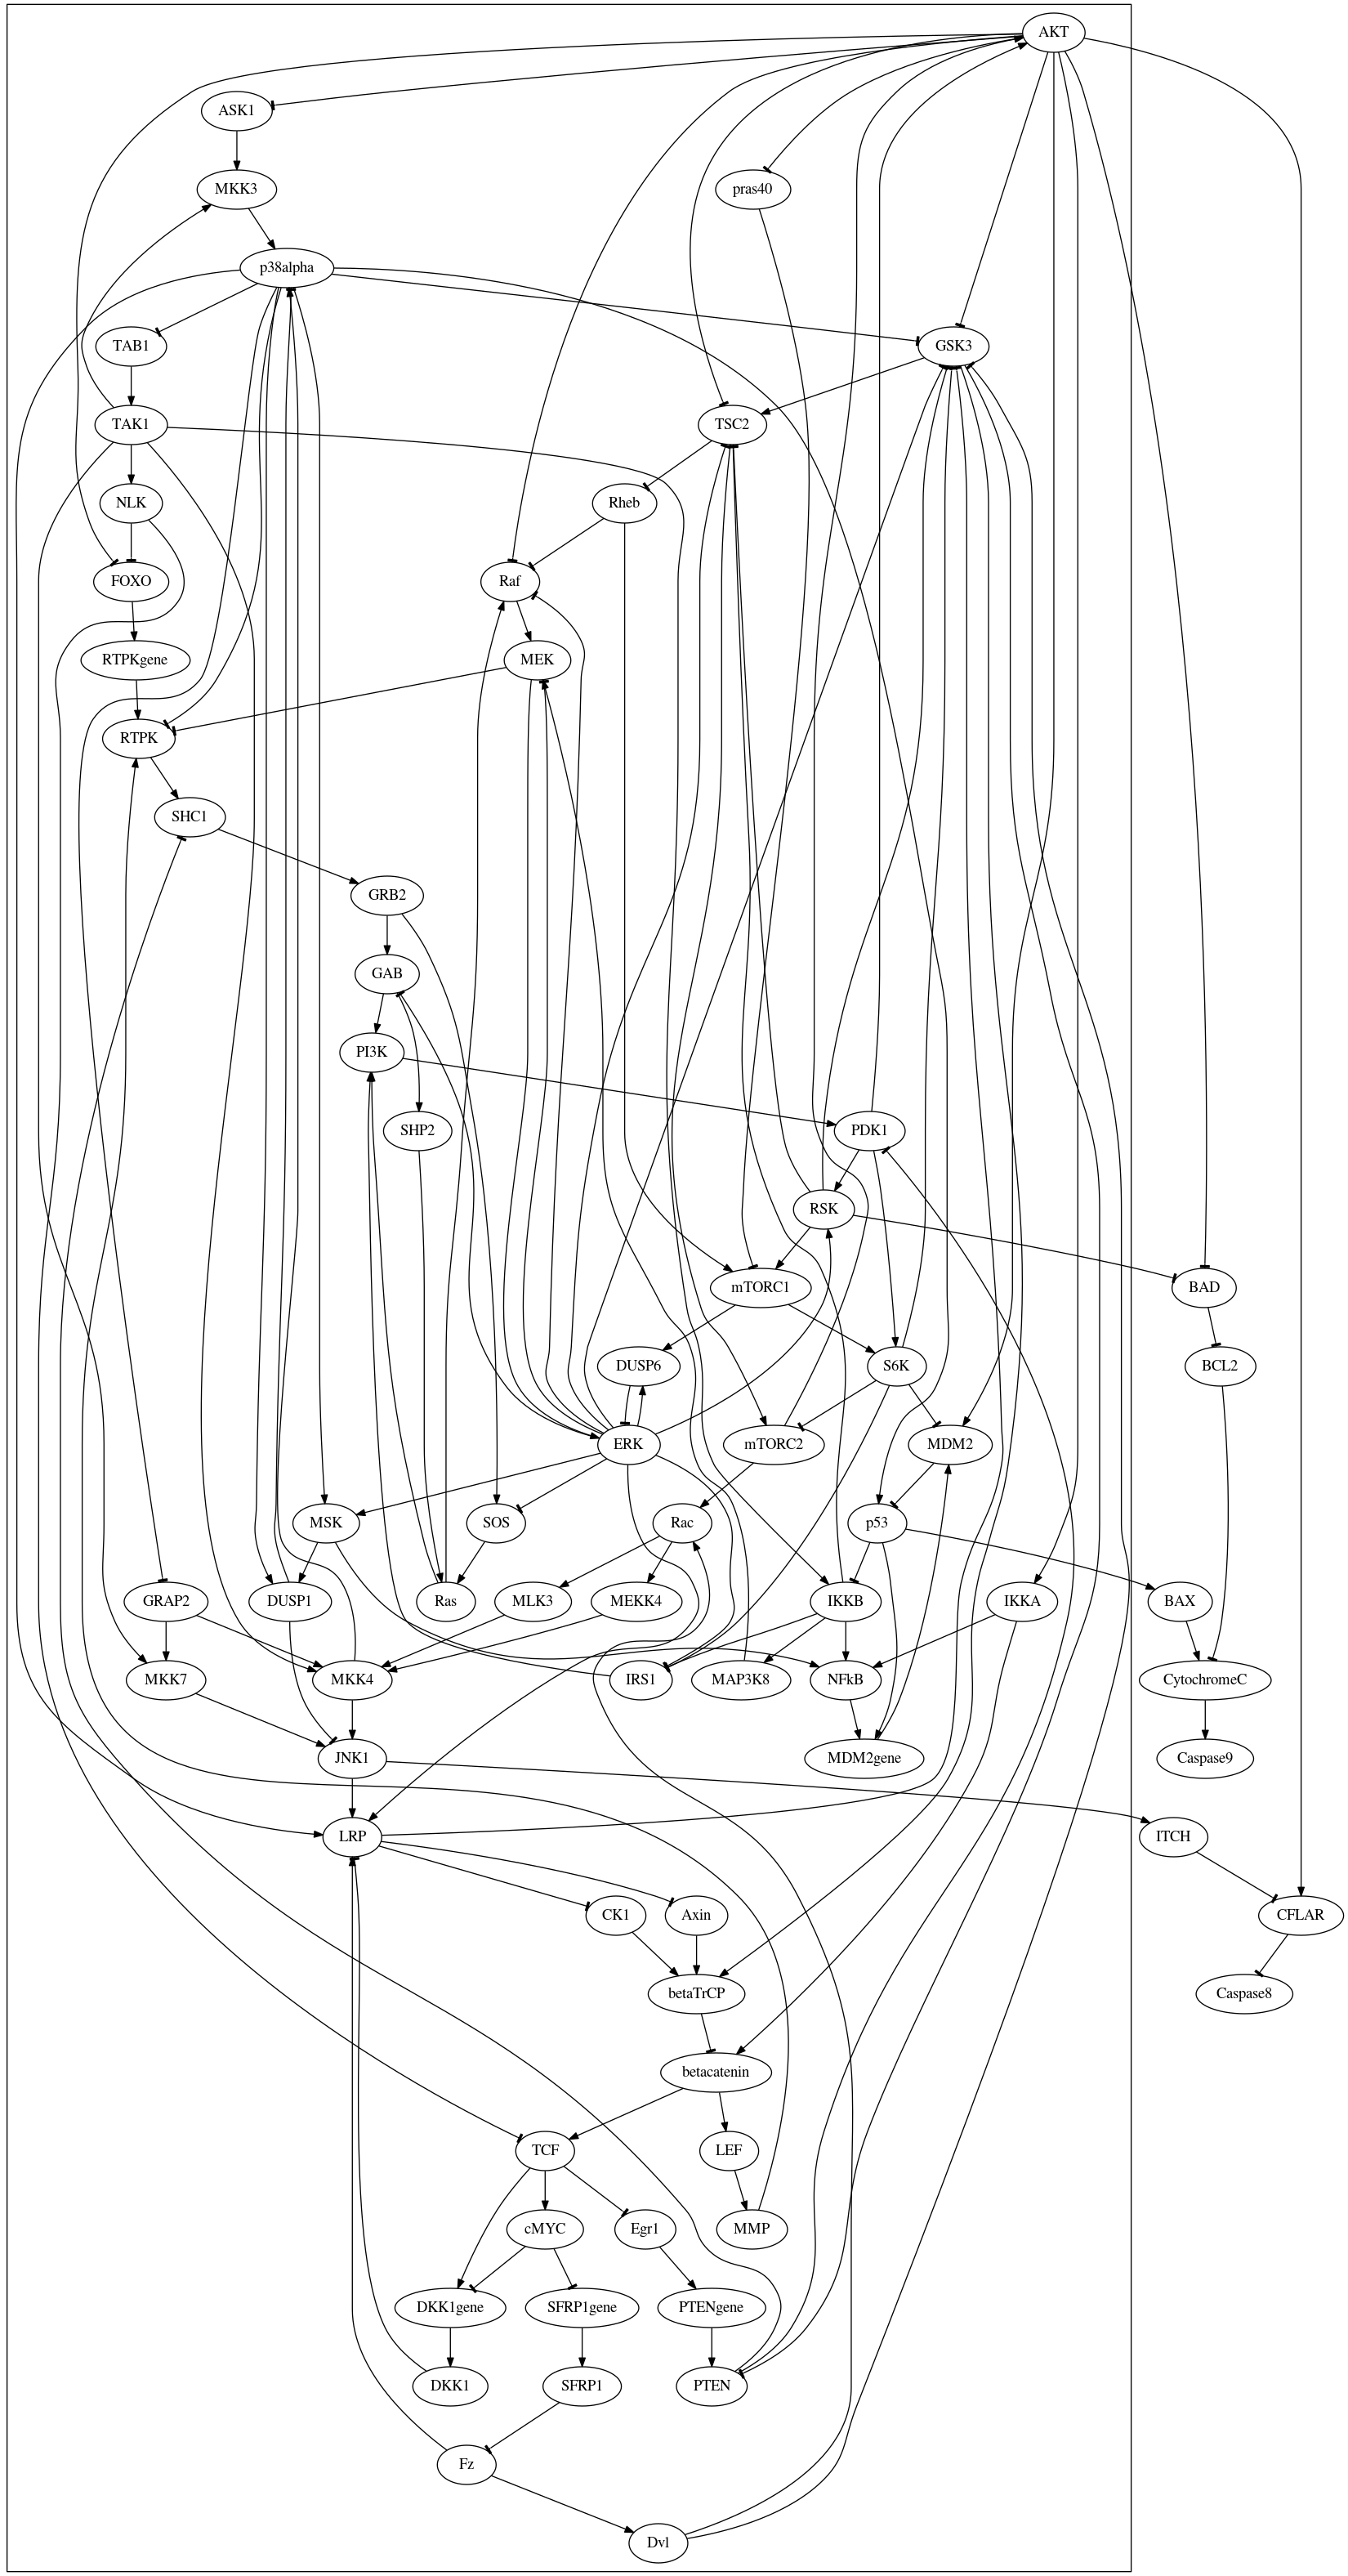 AKT
ASK1
MKK3
pras40
p38alpha
TAB1
GSK3
TAK1
TSC2
NLK
Rheb
FOXO
Raf
RTPKgene
MEK
RTPK
SHC1
GRB2
GAB
PI3K
SHP2
PDK1
RSK
mTORC1
BAD
DUSP6
S6K
BCL2
ERK
mTORC2
MDM2
MSK
SOS
Rac
p53
GRAP2
DUSP1
Ras
MLK3
MEKK4
IKKB
IKKA
BAX
MKK7
MKK4
IRS1
MAP3K8
NFkB
CytochromeC
JNK1
MDM2gene
Caspase9
LRP
ITCH
CK1
Axin
CFLAR
betaTrCP
Caspase8
betacatenin
TCF
LEF
cMYC
Egr1
MMP
DKK1gene
SFRP1gene
PTENgene
DKK1
SFRP1
PTEN
Fz
Dvl